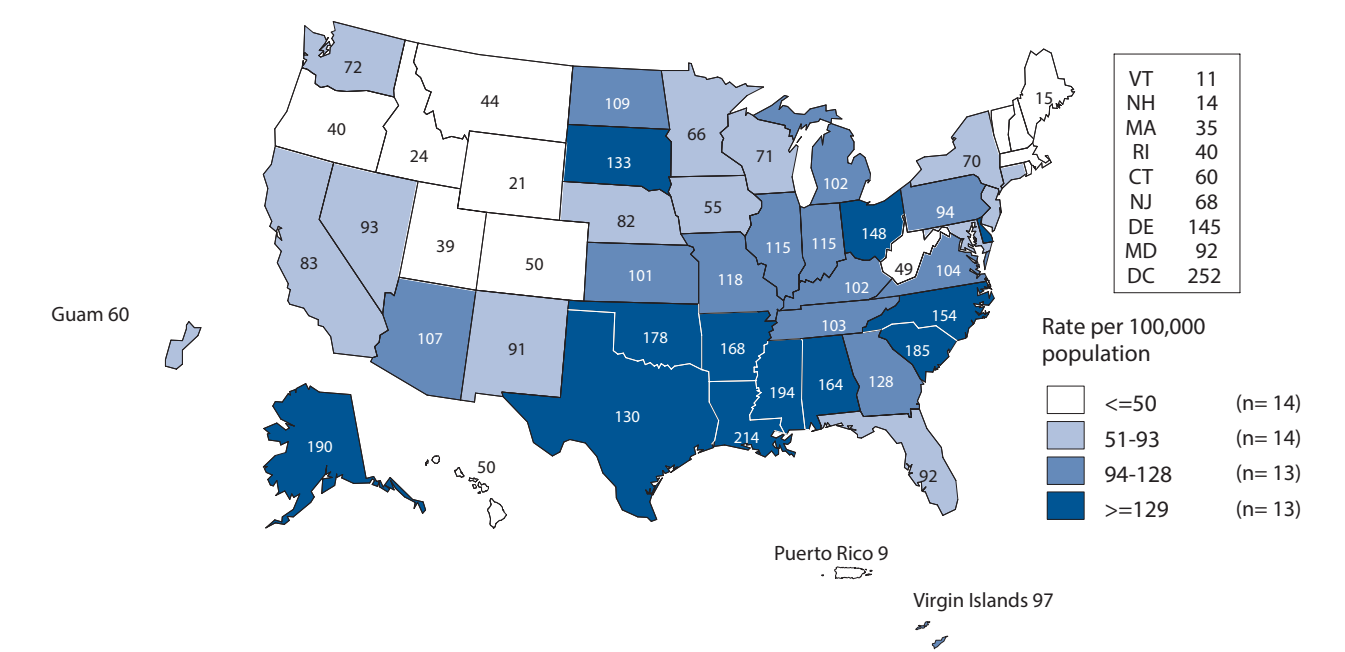 72
44
109
66
71
102
15
70
40
24
21
133
55
82
94
148
93
39
50
83
101
118
115
115
49
104
102
103
154
185
107
91
178
168
194
164
128
130
214
92
190
50
Guam 60
Puerto Rico 9
Virgin Islands 97
VT 11
NH 14
MA 35
RI 40
CT 60
NJ 68
DE 145
MD 92
DC 252
Rate per 100,000
population
<=50 (n= 14)
51-93 (n= 14)
94-128 (n= 13)
>=129 (n= 13)